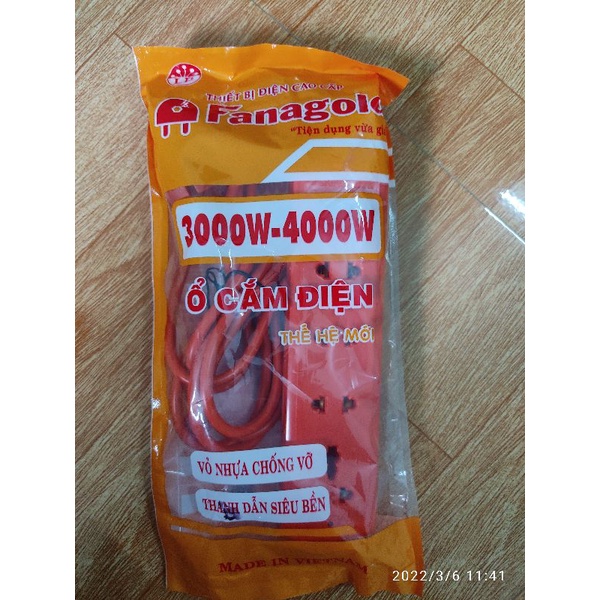 THIẾT BỊ ĐIỆN CAO CẤP
Fanagold
"Tiện dụng vừa
3000W-4000W
Ổ CẮM ĐIỆN
THẾ HỆ MỚI
VỎ NHỰA CHỐNG VỠ
THANH DẪN SIÊU BỀN
MADE IN VIETNAM
2022/3/6 11:41